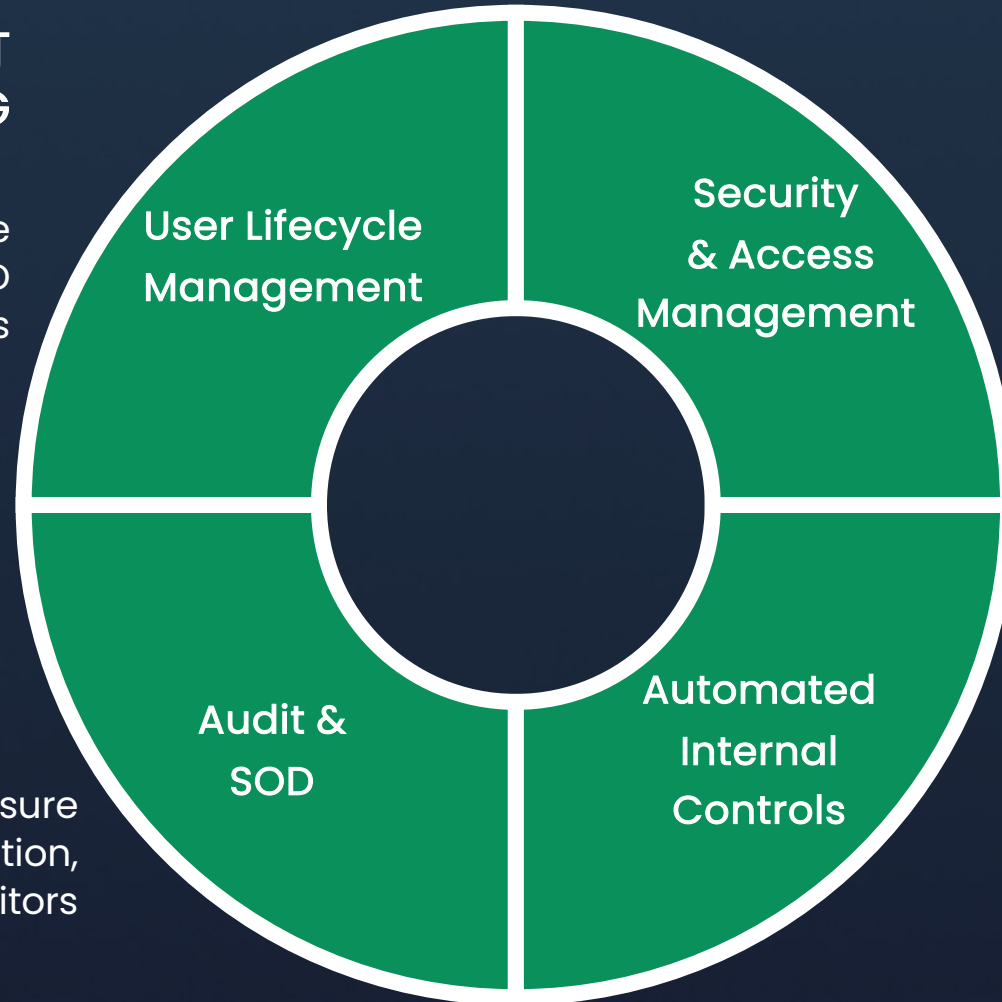 User Lifecycle
Management
Security
& Access
Management
Audit &
SOD
Automated
Internal
Controls